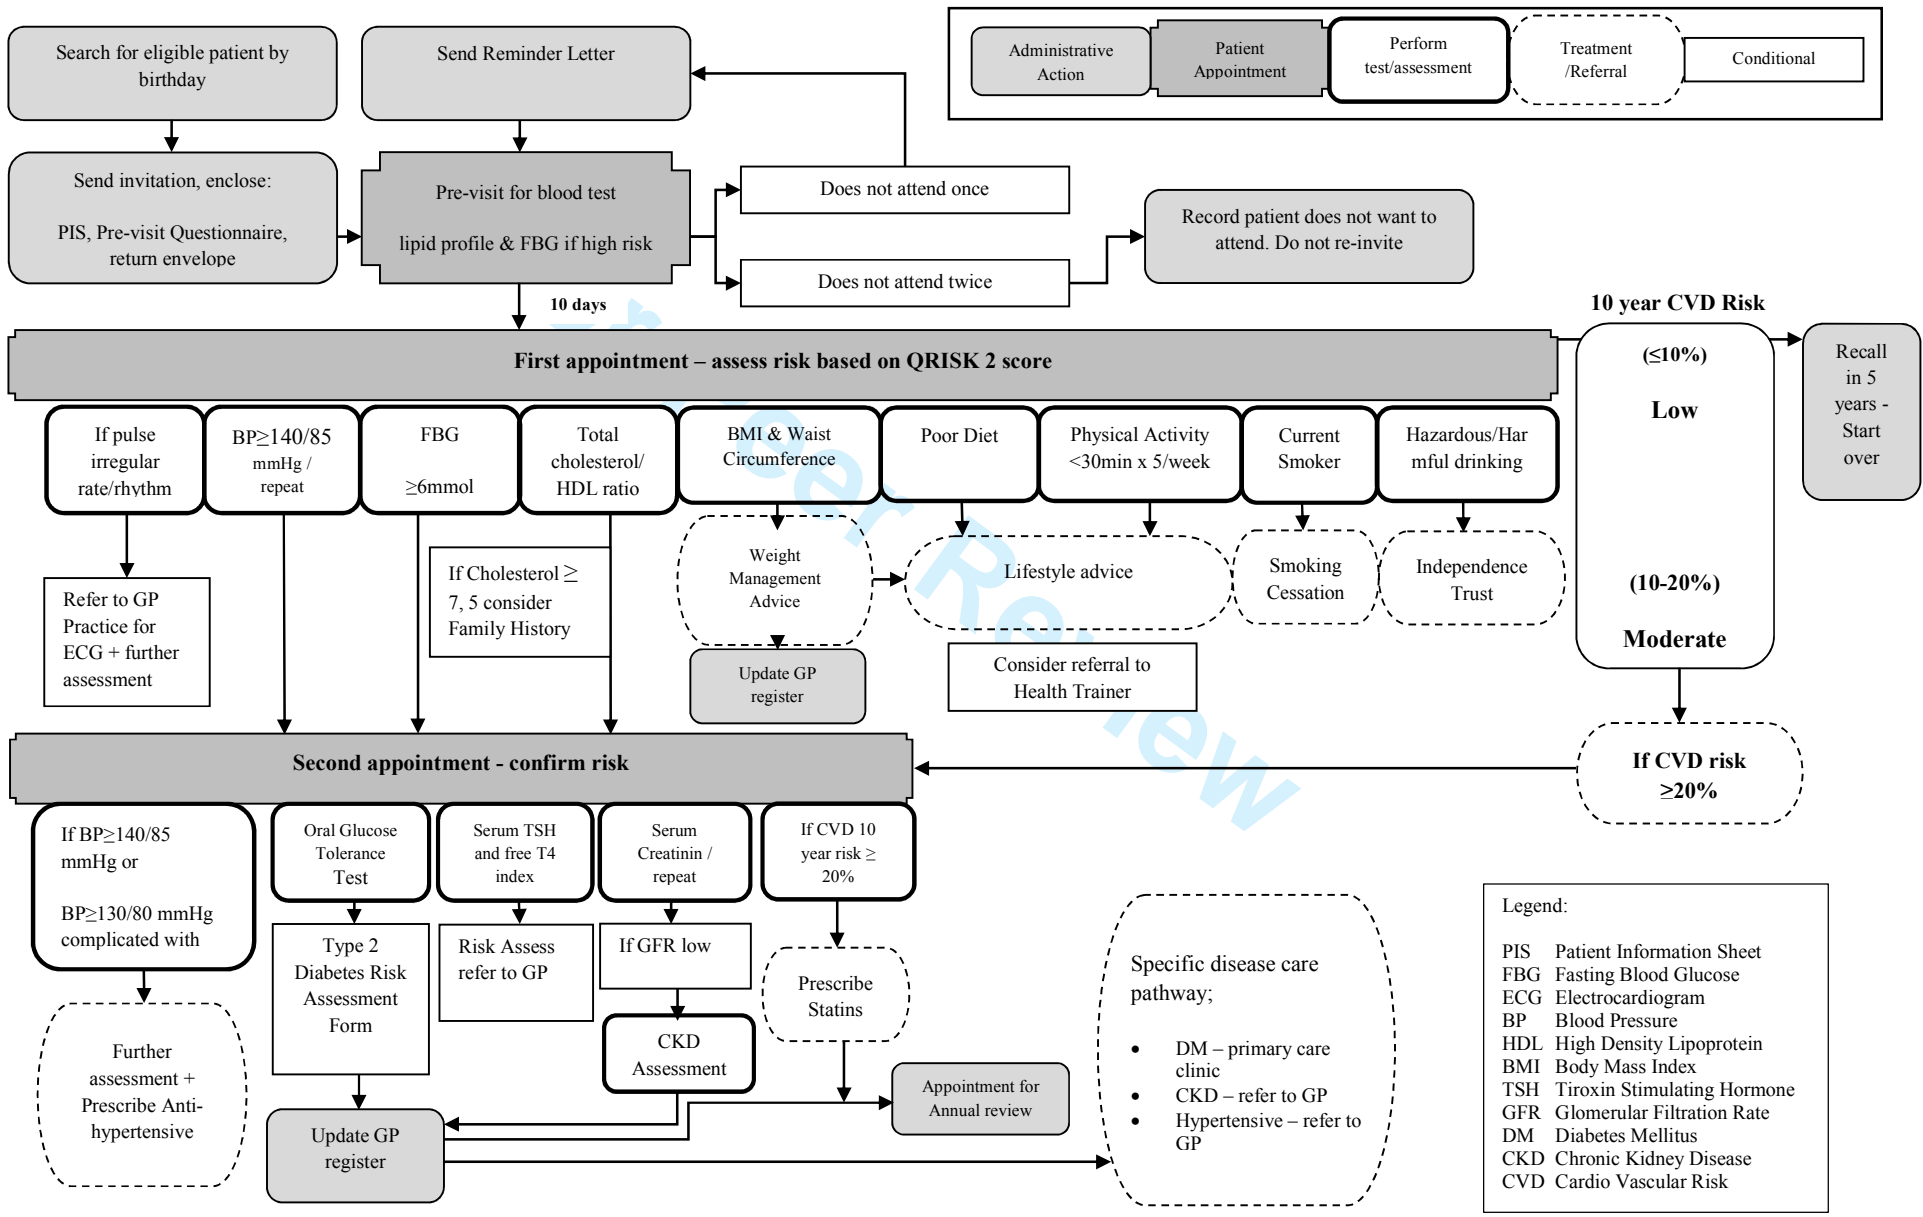 Search for eligible patient by
birthday
Send Reminder Letter
Administrative
Action
Patient
Appointment
Perform
test/assessment
Treatment
/Referral
Conditional
Send invitation, enclose:
PIS, Pre-visit Questionnaire,
return envelope
Pre-visit for blood test
lipid profile & FBG if high risk
Does not attend once
Does not attend twice
Record patient does not want to
attend. Do not re-invite
10 days
10 year CVD Risk
First appointment – assess risk based on QRISK 2 score
(≤10%)
Low
(10-20%)
Moderate
Recall
in 5
years -
Start
over
If pulse
irregular
rate/rhythm
BP≥140/85
mmHg /
repeat
FBG
≥6mmol
Total
cholesterol/
HDL ratio
BMI & Waist
Circumference
Poor Diet
Physical Activity
<30min x 5/week
Current
Smoker
Hazardous/Har
mful drinking
Refer to GP
Practice for
ECG + further
assessment
If Cholesterol ≥
7, 5 consider
Family History
Weight
Management
Advice
Lifestyle advice
Smoking
Cessation
Independence
Trust
Update GP
register
Consider referral to
Health Trainer
If CVD risk
≥20%
Second appointment - confirm risk
If BP≥140/85
mmHg or
BP≥130/80 mmHg
complicated with
Oral Glucose
Tolerance
Test
Serum TSH
and free T4
index
Serum
Creatinin /
repeat
If CVD 10
year risk ≥
20%
Type 2
Diabetes Risk
Assessment
Form
Risk Assess
refer to GP
If GFR low
Prescribe
Statins
CKD
Assessment
Further
assessment +
Prescribe Anti-
hypertensive
Update GP
register
Appointment for
Annual review
Specific disease care
pathway;
• DM – primary care
clinic
• CKD – refer to GP
• Hypertensive – refer to
GP
Legend:
PIS Patient Information Sheet
FBG Fasting Blood Glucose
ECG Electrocardiogram
BP Blood Pressure
HDL High Density Lipoprotein
BMI Body Mass Index
TSH Tiroxin Stimulating Hormone
GFR Glomerular Filtration Rate
DM Diabetes Mellitus
CKD Chronic Kidney Disease
CVD Cardio Vascular Risk
Peer Review